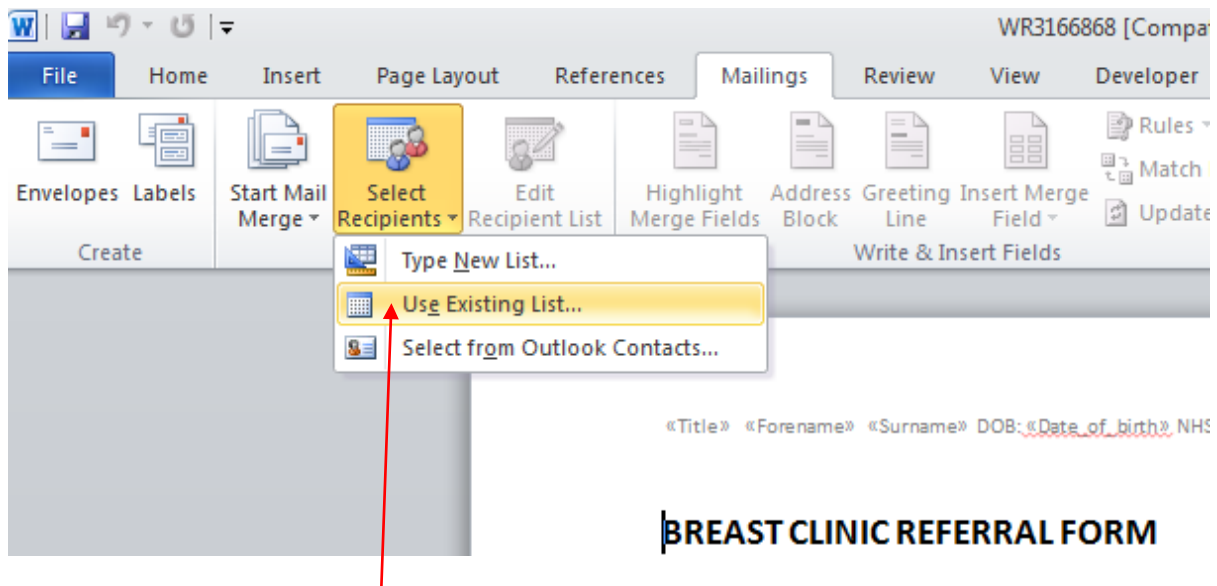 WR3166868 [Compat
File Home Insert Page Layout References Mailings Review View Developer
Envelopes Labels Start Mail Merge Select Recipients Edit Recipient List Highlight Merge Fields Address Block Greeting Line Insert Merge Field
Rules
Match
Update
Create Write & Insert Fields
Type New List...
Use Existing List...
Select from Outlook Contacts...
«Title» «Forename» «Surname» DOB: «Date_of_birth» NHS
BREAST CLINIC REFERRAL FORM